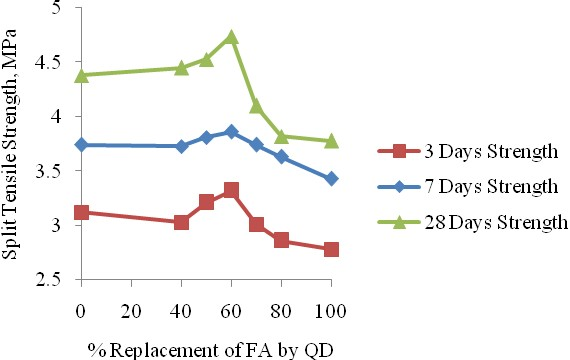 Split Tensile Strength, MPa
5
4.5
4
3.5
3
2.5
0 20 40 60 80 100
% Replacement of FA by QD
3 Days Strength
7 Days Strength
28 Days Strength